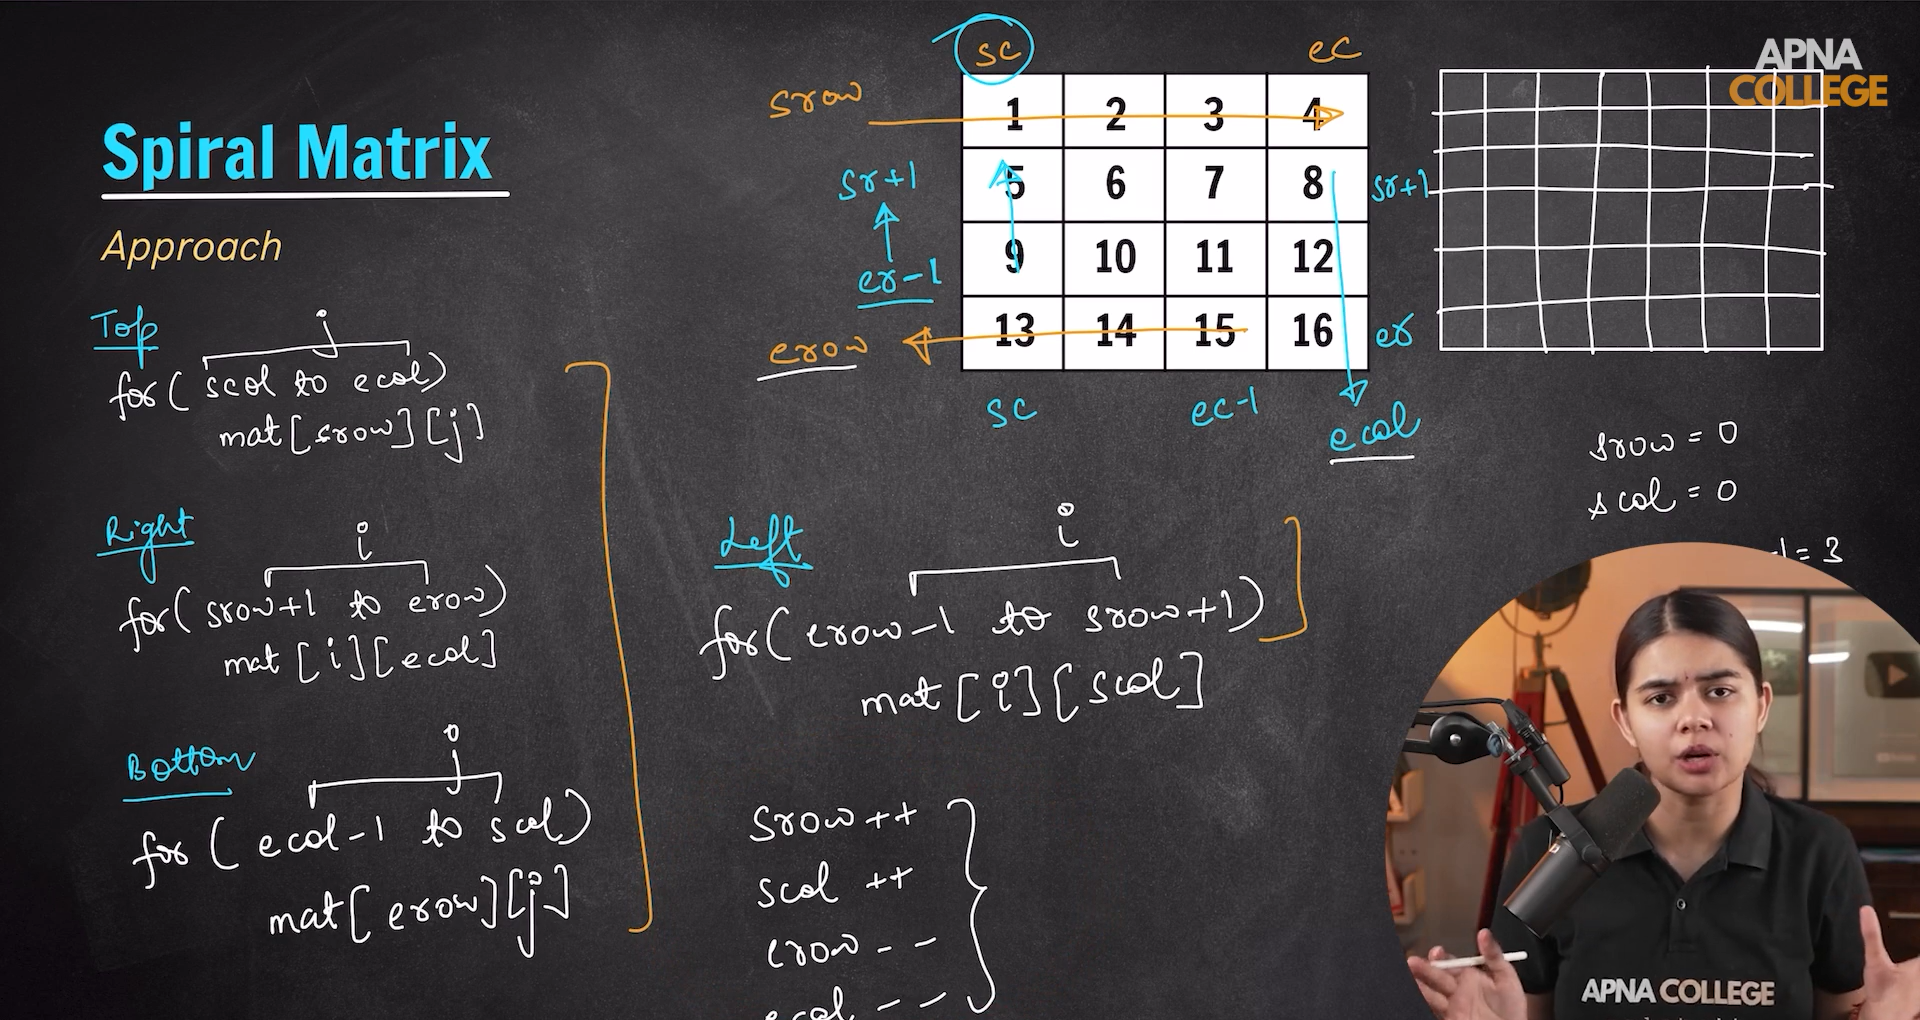 APNA
COLLEGE
Spiral Matrix
Approach
Top
j
for( scol to ecol)
mat[srow][j]
Right
i
for( srow+1 to erow)
mat[i][ecol]
Bottom
j
for( ecol-1 to scol)
mat[erow][j]
sc ec
srow
1 2 3 4
sr+1 5 6 7 8 sr+1
er-1 9 10 11 12
erow 13 14 15 16 er
sc ec-1 ecol
Left
i
for( erow-1 to srow+1)
mat[i][scol]
srow++
scol ++
erow - -
ecol - -
srow = 0
scol = 0
-1 = 3
APNA COLLEGE